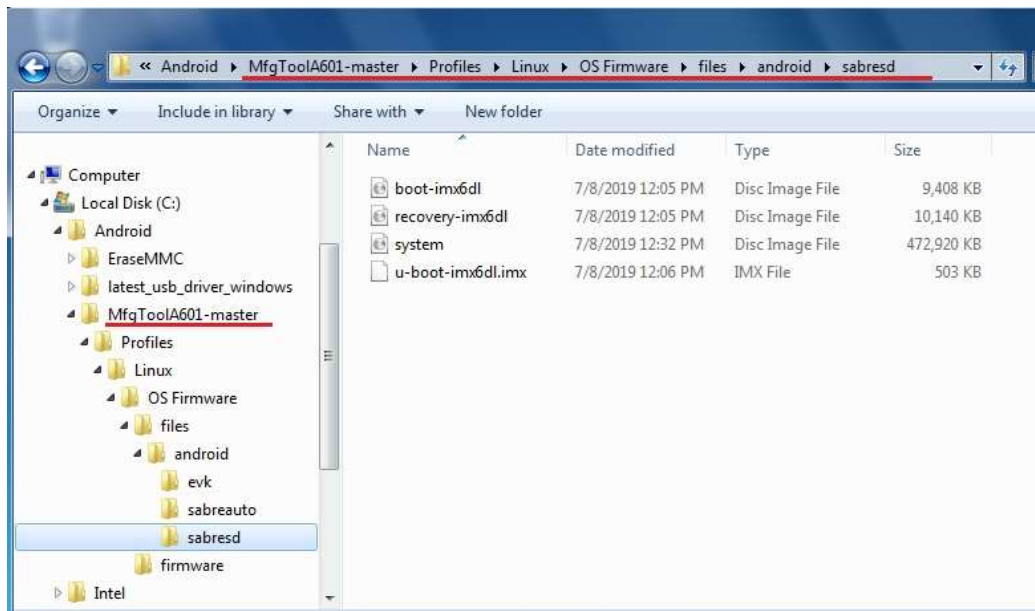 « Android ▸ MfgToolA601-master ▸ Profiles ▸ Linux ▸ OS Firmware ▸ files ▸ android ▸ sabresd
Organize Include in library Share with New folder
Name Date modified Type Size
boot-imx6dl 7/8/2019 12:05 PM Disc Image File 9,408 KB
recovery-imx6dl 7/8/2019 12:05 PM Disc Image File 10,140 KB
system 7/8/2019 12:32 PM Disc Image File 472,920 KB
u-boot-imx6dl.imx 7/8/2019 12:06 PM IMX File 503 KB
Computer
Local Disk (C:)
Android
EraseMMC
latest_usb_driver_windows
MfgToolA601-master
Profiles
Linux
OS Firmware
files
android
evk
sabreauto
sabresd
firmware
Intel